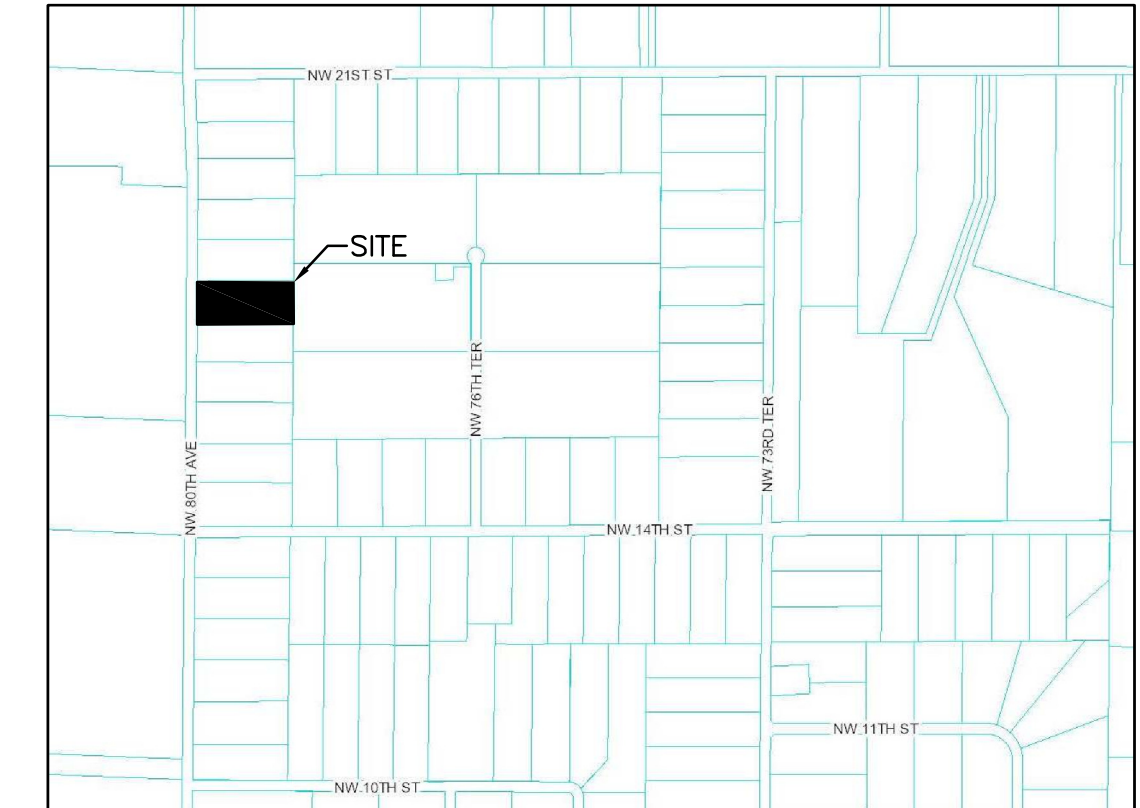 NW 21ST ST
SITE
NW 76TH TER
NW 73RD TER
NW 80TH AVE
NW 14TH ST
NW 11TH ST
NW 10TH ST